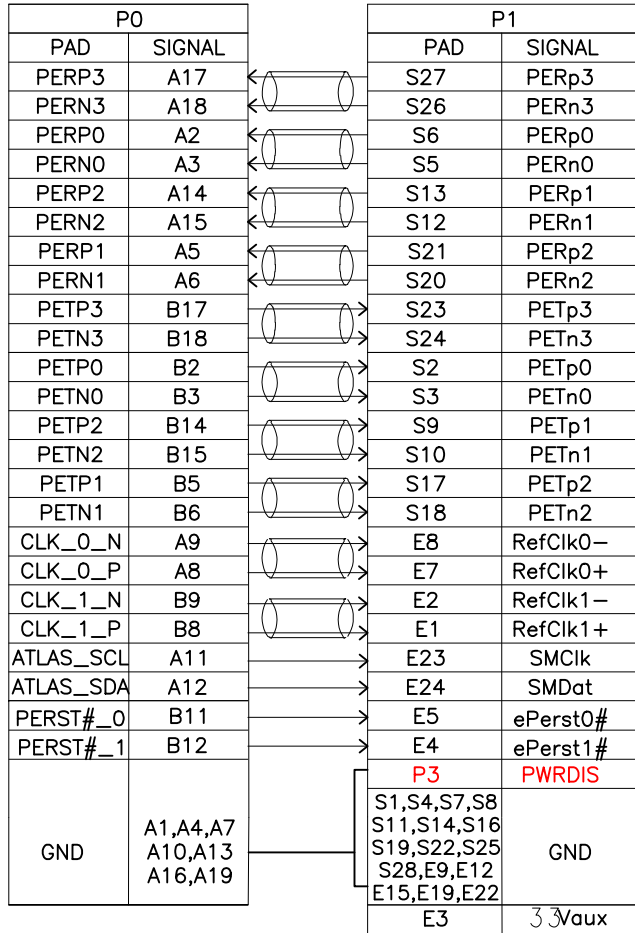 P0 P1
PAD SIGNAL PAD SIGNAL
PERP3 A17 S27 PERp3
PERN3 A18 S26 PERn3
PERP0 A2 S6 PERp0
PERN0 A3 S5 PERn0
PERP2 A14 S13 PERp1
PERN2 A15 S12 PERn1
PERP1 A5 S21 PERp2
PERN1 A6 S20 PERn2
PETP3 B17 S23 PETp3
PETN3 B18 S24 PETn3
PETP0 B2 S2 PETp0
PETN0 B3 S3 PETn0
PETP2 B14 S9 PETp1
PETN2 B15 S10 PETn1
PETP1 B5 S17 PETp2
PETN1 B6 S18 PETn2
CLK_0_N A9 E8 RefClk0-
CLK_0_P A8 E7 RefClk0+
CLK_1_N B9 E2 RefClk1-
CLK_1_P B8 E1 RefClk1+
ATLAS_SCL A11 E23 SMClk
ATLAS_SDA A12 E24 SMDat
PERST#_0 B11 E5 ePerst0#
PERST#_1 B12 E4 ePerst1#
P3 PWRDIS
GND
A1,A4,A7
A10,A13
A16,A19
S1,S4,S7,S8
S11,S14,S16
S19,S22,S25
S28,E9,E12
E15,E19,E22
GND
E3 33Vaux